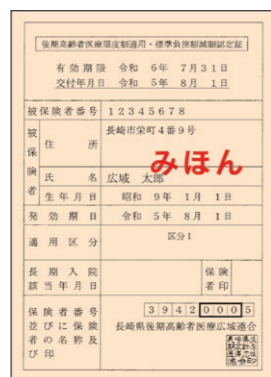 後期高齢者医療限度額適用・標準負担額減額認定証
有効期限 令和 6年 7月31日
交付年月日 令和 5年 8月 1日
被保険者番号 12345678
被保険者
住所 長崎市栄町4番9号
みほん
氏名 広域 太郎
生年月日 昭和 9年 1月 1日
発効期日 令和 5年 8月 1日
適用区分 区分Ⅰ
長期入院該当年月日 保険者印
保険者番号並びに保険者の名称及び印
39420005
長崎県後期高齢者医療広域連合